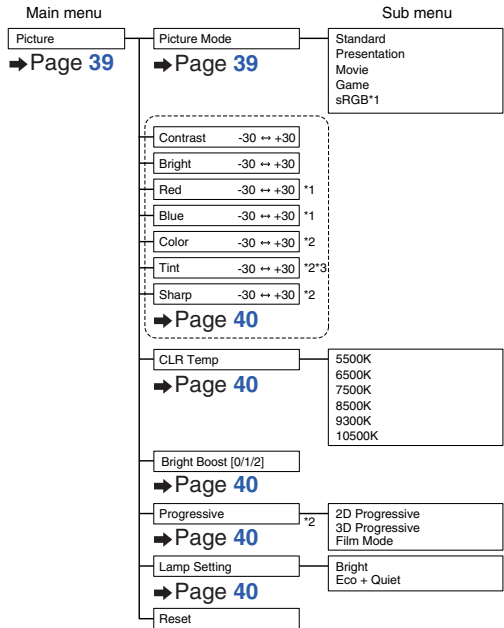 Main menu
Sub menu
Picture
➡Page 39
Picture Mode
➡Page 39
Standard
Presentation
Movie
Game
sRGB*1
Contrast -30 ↔ +30
Bright -30 ↔ +30
Red -30 ↔ +30 *1
Blue -30 ↔ +30 *1
Color -30 ↔ +30 *2
Tint -30 ↔ +30 *2*3
Sharp -30 ↔ +30 *2
➡Page 40
CLR Temp
➡Page 40
5500K
6500K
7500K
8500K
9300K
10500K
Bright Boost [0/1/2]
➡Page 40
Progressive *2
➡Page 40
2D Progressive
3D Progressive
Film Mode
Lamp Setting
➡Page 40
Bright
Eco + Quiet
Reset